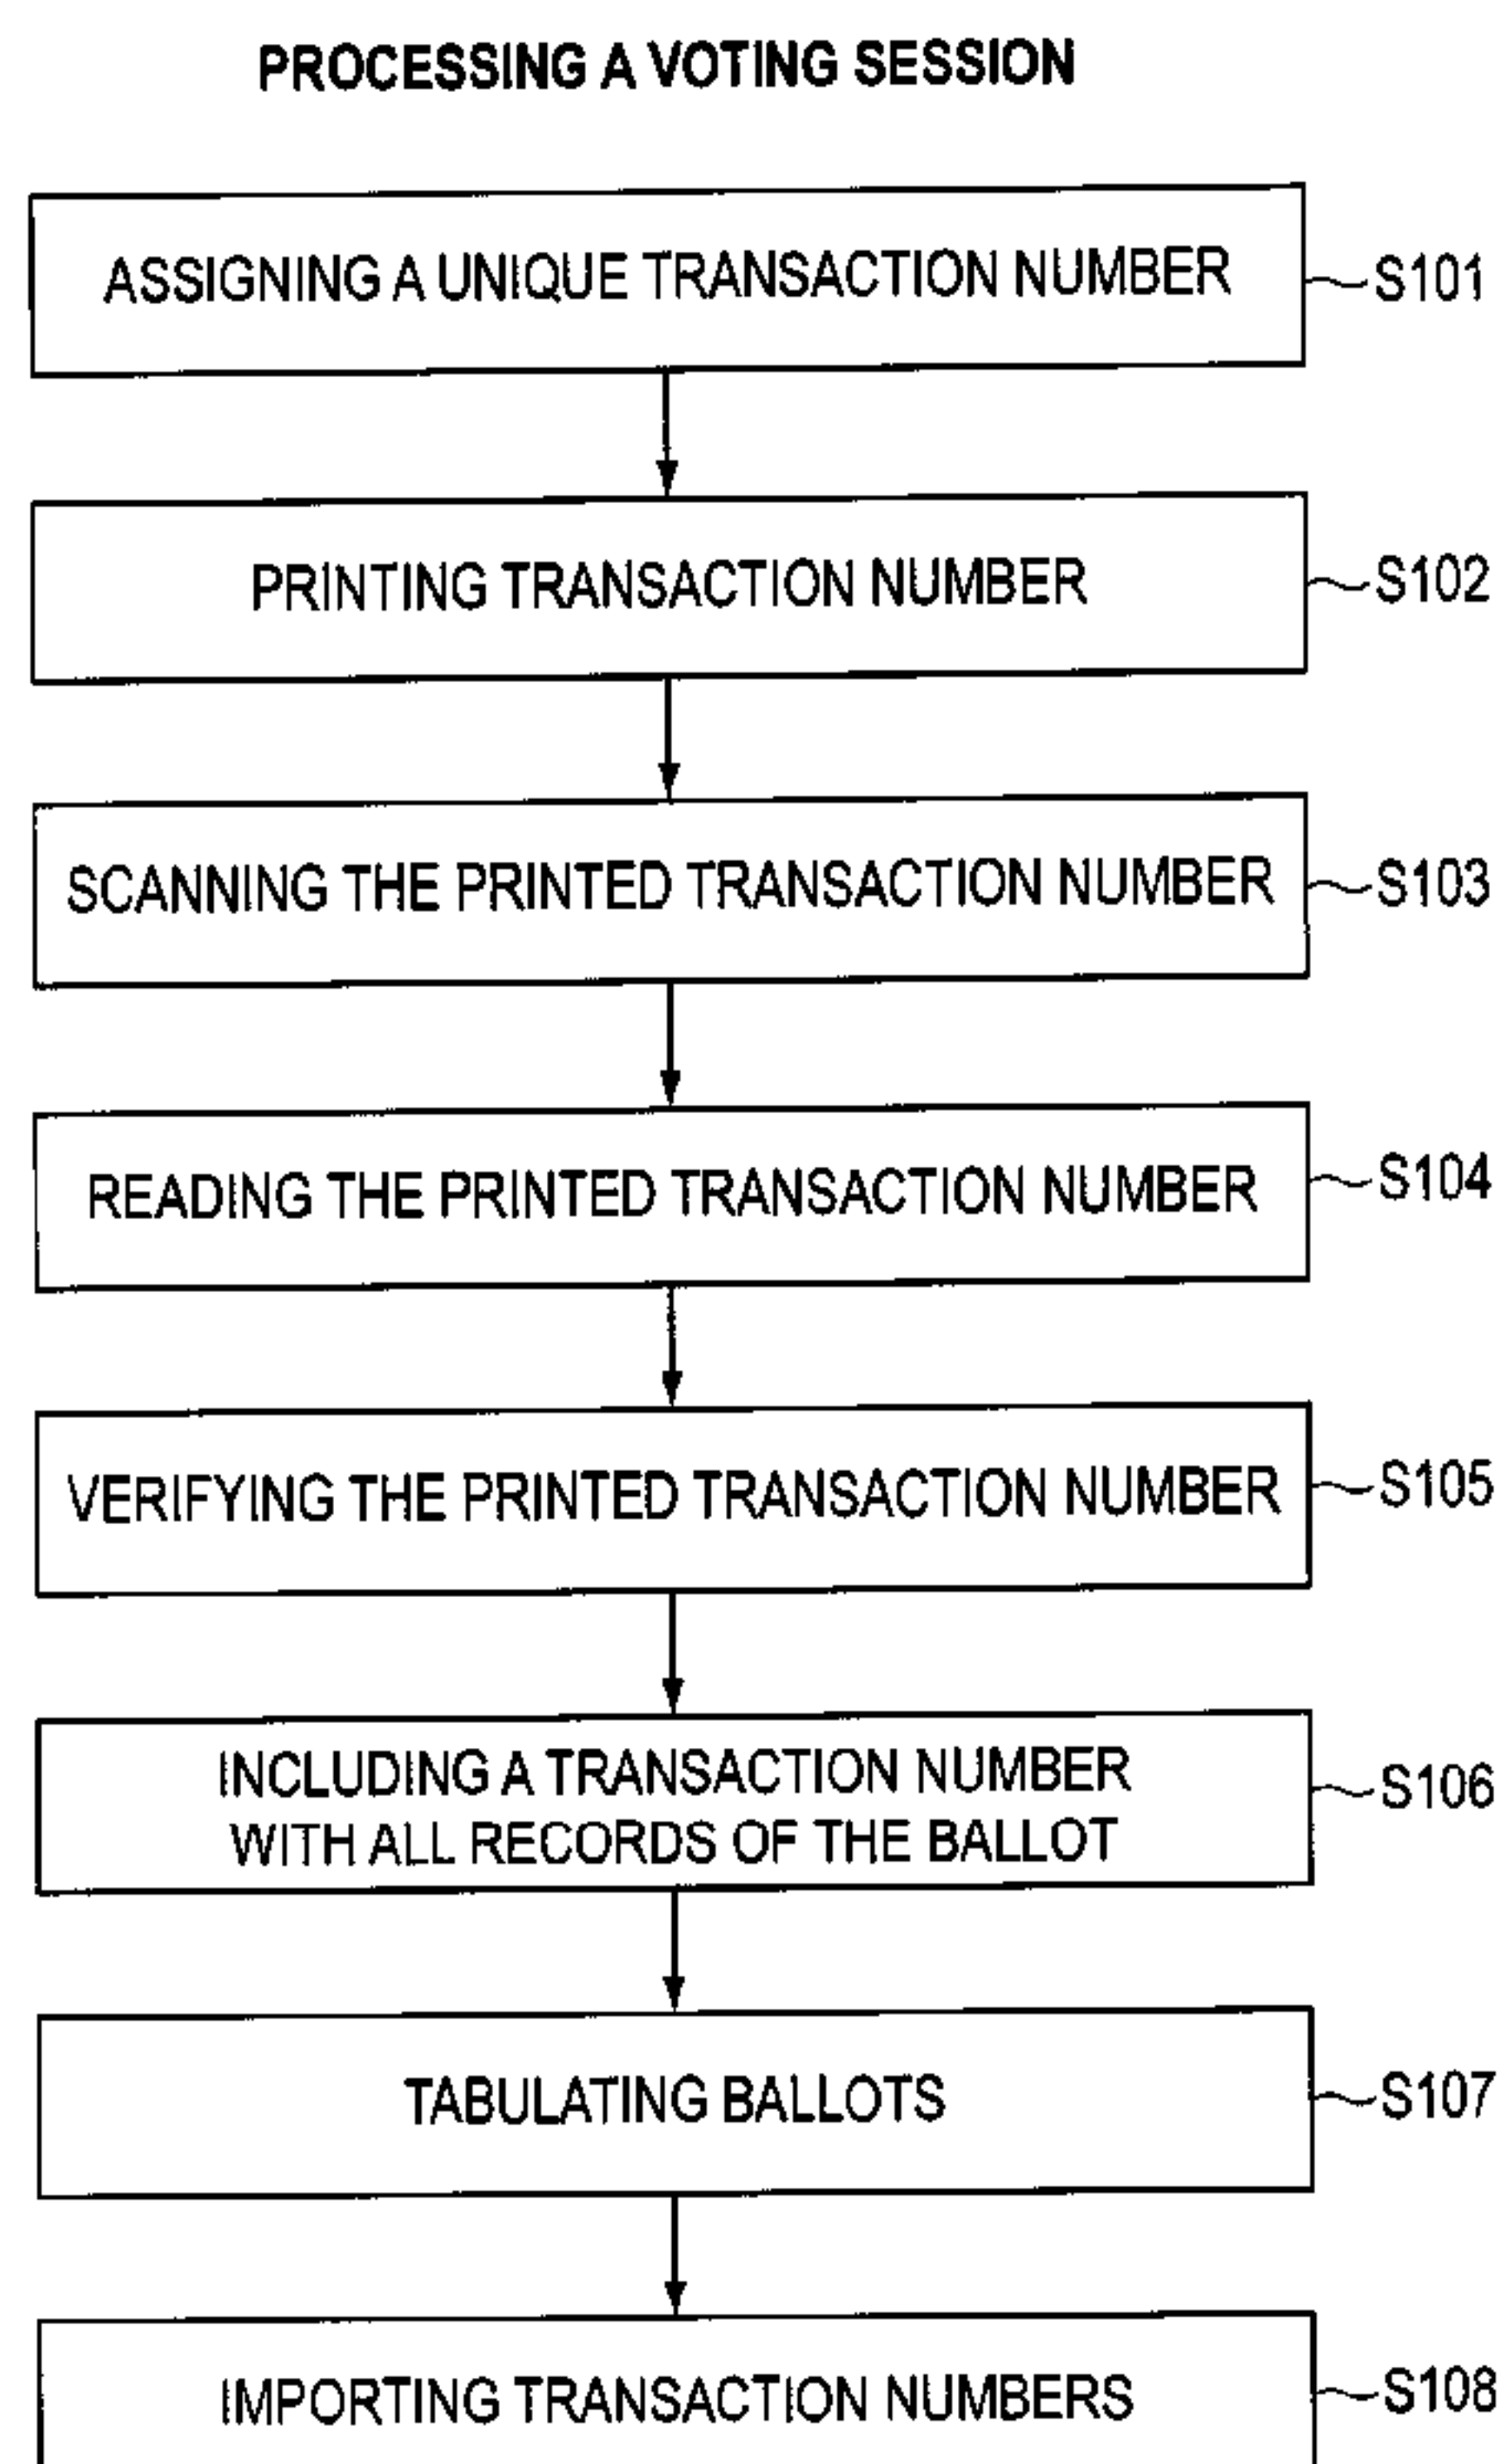 PROCESSING A VOTING SESSION
ASSIGNING A UNIQUE TRANSACTION NUMBER
S101
PRINTING TRANSACTION NUMBER
S102
SCANNING THE PRINTED TRANSACTION NUMBER
S103
READING THE PRINTED TRANSACTION NUMBER
S104
VERIFYING THE PRINTED TRANSACTION NUMBER
S105
INCLUDING A TRANSACTION NUMBER
WITH ALL RECORDS OF THE BALLOT
S106
TABULATING BALLOTS
S107
IMPORTING TRANSACTION NUMBERS
S108